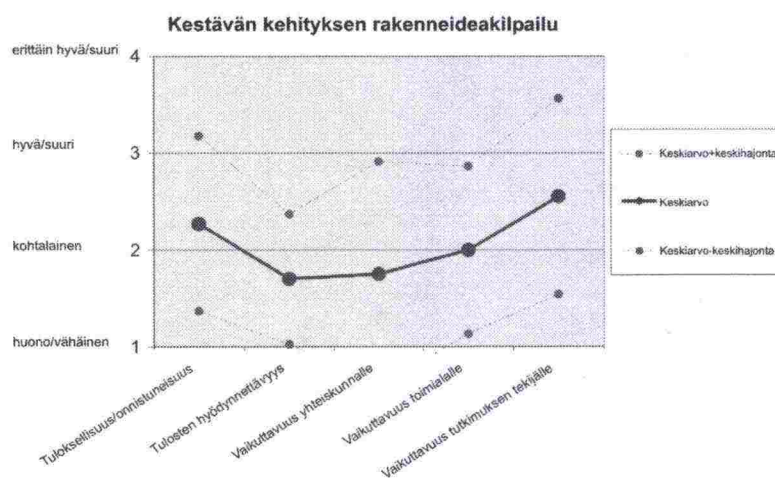 Kestävän kehityksen rakenneideakilpailu
erittäin hyvä/suuri
4
hyvä/suuri
3
kohtalainen
2
huono/vähäinen
1
Keskiarvo+keskihajonta
Keskiarvo
Keskiarvo-keskihajonta
Tuloksellisuus/onnistuneisuus
Tulosten hyödynnettävyys
Vaikuttavuus yhteiskunnalle
Vaikuttavuus toimialalle
Vaikuttavuus tutkimuksen tekijälle